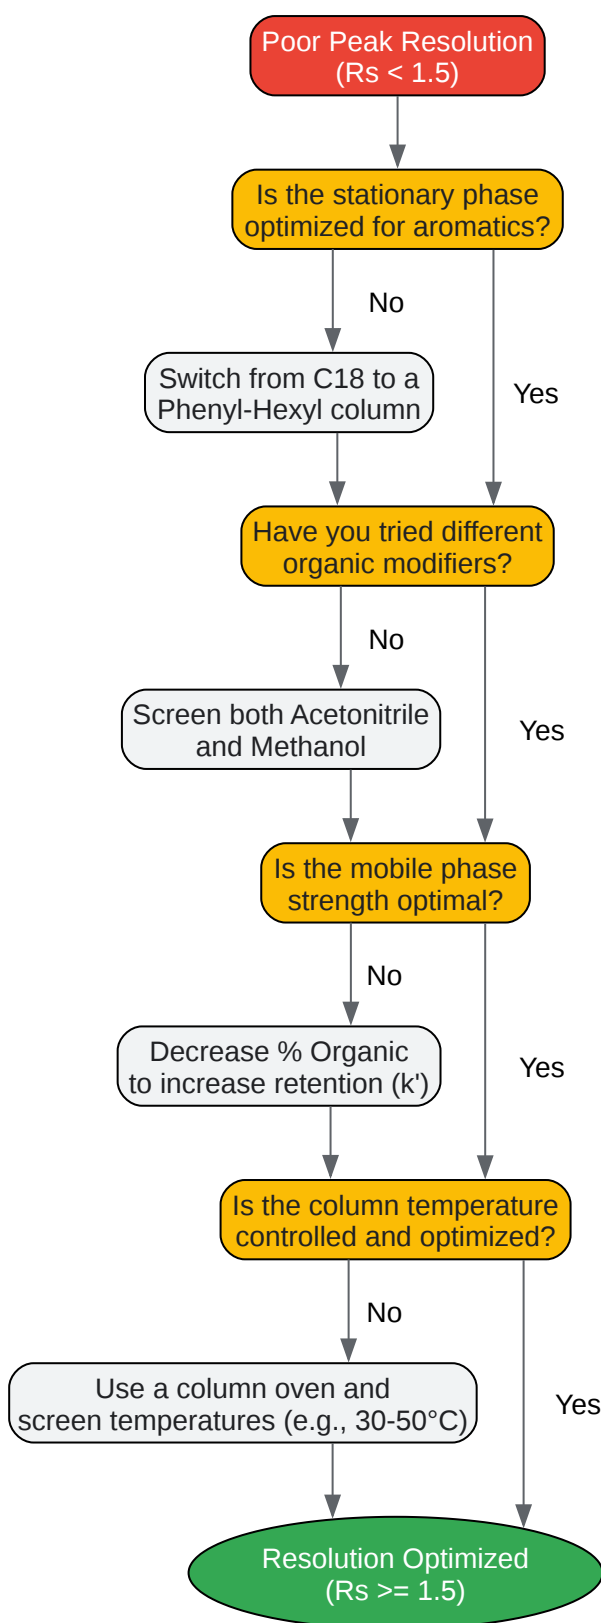 Poor Peak Resolution
(Rs < 1.5)
Is the stationary phase
optimized for aromatics?
No
Switch from C18 to a
Phenyl-Hexyl column
Yes
Have you tried different
organic modifiers?
No
Screen both Acetonitrile
and Methanol
Yes
Is the mobile phase
strength optimal?
No
Decrease % Organic
to increase retention (k')
Yes
Is the column temperature
controlled and optimized?
No
Use a column oven and
screen temperatures (e.g., 30-50°C)
Yes
Resolution Optimized
(Rs >= 1.5)